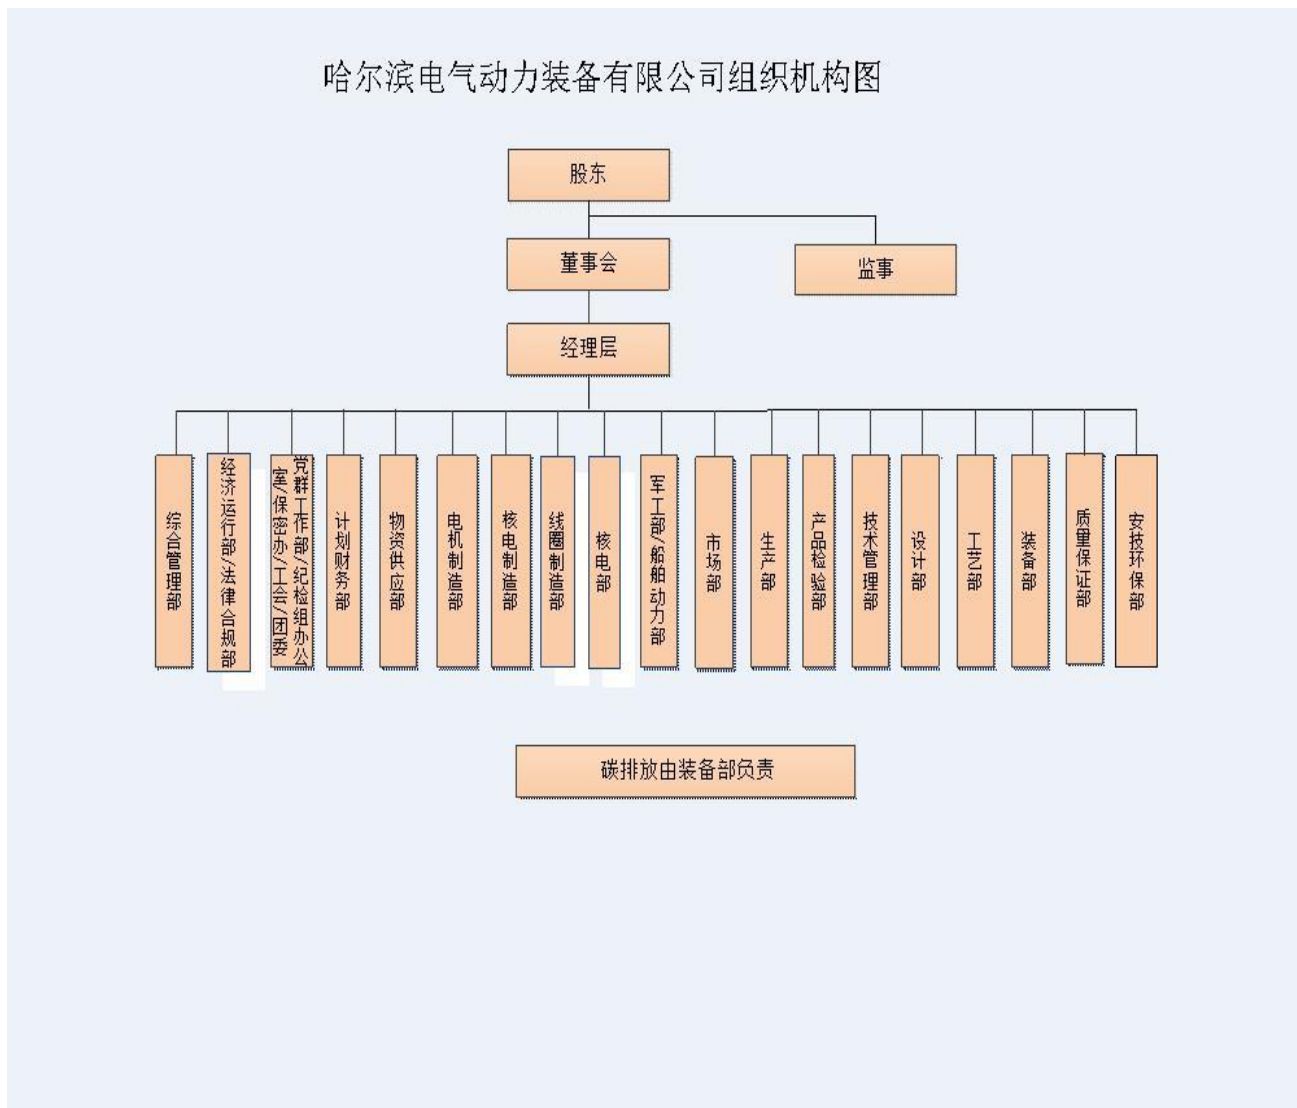 哈尔滨电气动力装备有限公司组织机构图
股东
董事会
监事
经理层
综合管理部
经济运行部/法律合规部
党群工作部/纪检组办公
室/保密办/工会/团委
计划财务部
物资供应部
电机制造部
核电制造部
线圈制造部
核电部
军工部/船舶动力部
市场部
生产部
产品检验部
技术管理部
设计部
工艺部
装备部
质量保证部
安技环保部
碳排放由装备部负责